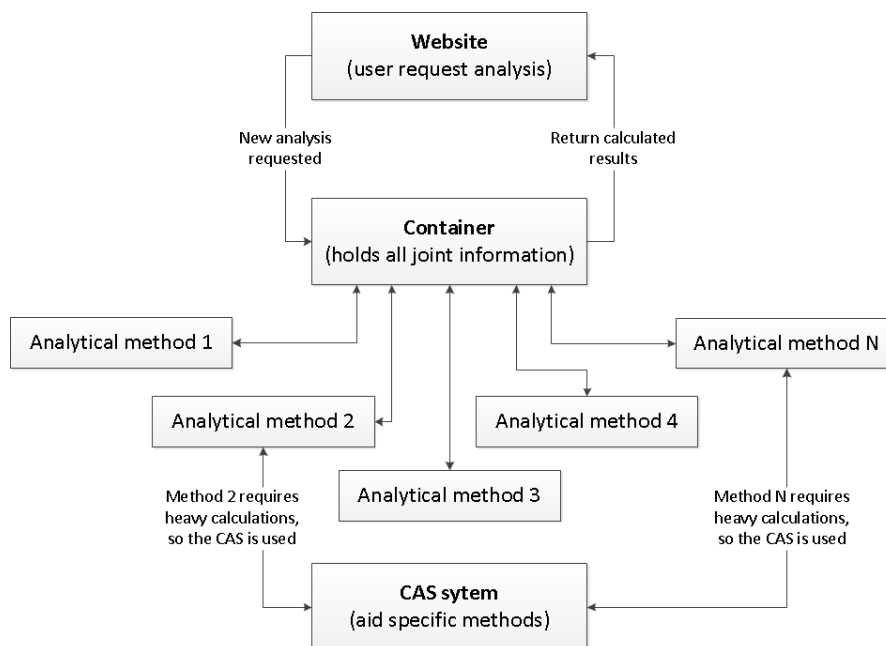 Website
(user request analysis)
New analysis
requested
Return calculated
results
Container
(holds all joint information)
Analytical method 1
Analytical method N
Analytical method 2
Analytical method 4
Analytical method 3
Method 2 requires
heavy calculations,
so the CAS is used
Method N requires
heavy calculations,
so the CAS is used
CAS sytem
(aid specific methods)